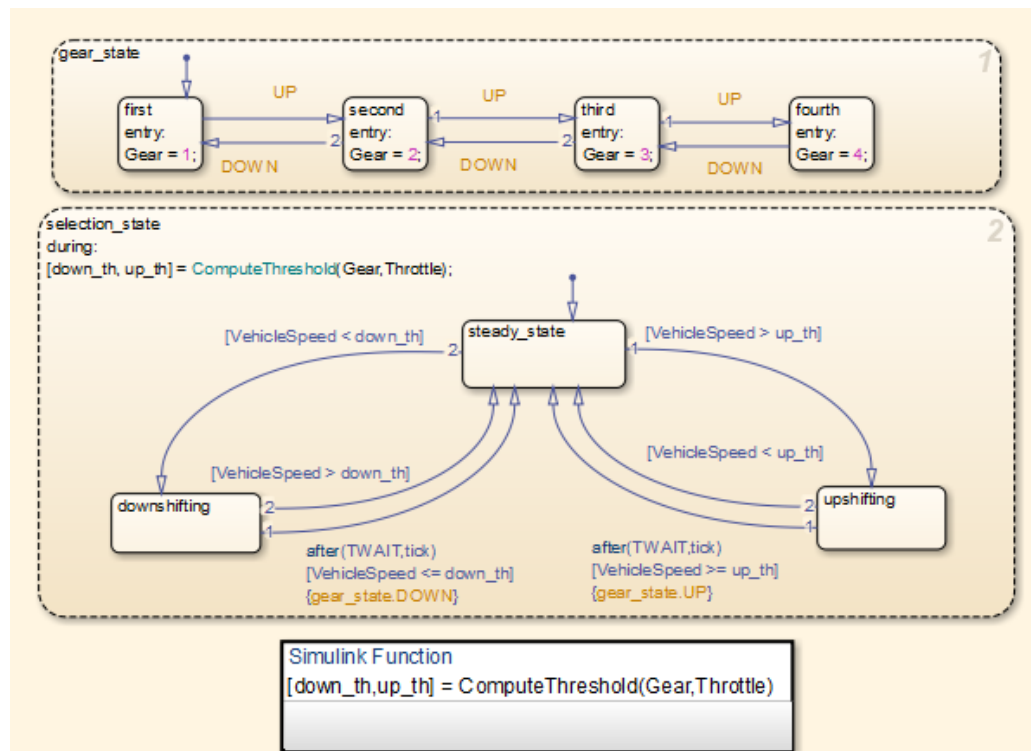 gear_state
1
UP
UP
UP
first
entry:
Gear = 1;
second
entry:
Gear = 2;
third
entry:
Gear = 3;
fourth
entry:
Gear = 4;
1
2
1
2
1
DOWN
DOWN
DOWN
selection_state
2
during:
[down_th, up_th] = ComputeThreshold(Gear,Throttle);
steady_state
[VehicleSpeed < down_th]
[VehicleSpeed > up_th]
2
1
[VehicleSpeed > down_th]
[VehicleSpeed < up_th]
downshifting
2
1
upshifting
2
1
after(TWAIT,tick)
[VehicleSpeed <= down_th]
{gear_state.DOWN}
after(TWAIT,tick)
[VehicleSpeed >= up_th]
{gear_state.UP}
Simulink Function
[down_th,up_th] = ComputeThreshold(Gear,Throttle)